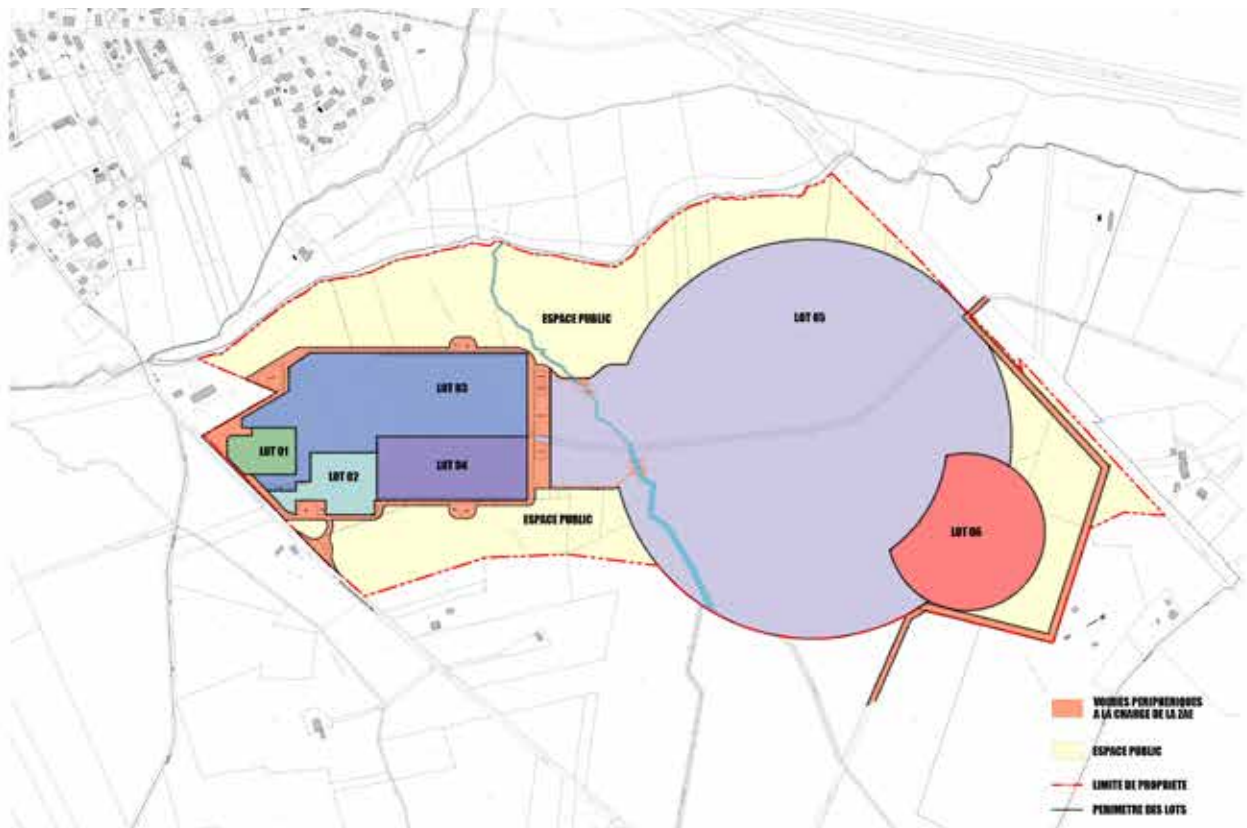 ESPACE PUBLIC
LOT 05
LOT 03
LOT 01
LOT 02
LOT 04
ESPACE PUBLIC
LOT 06
VOIRIES PERIPHERIQUES
A LA CHARGE DE LA ZAE
ESPACE PUBLIC
LIMITE DE PROPRIETE
PERIMETRE DES LOTS